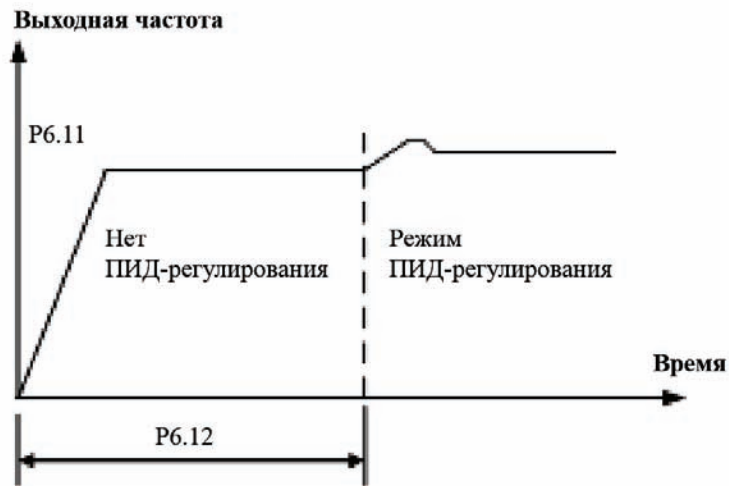 Выходная частота
P6.11
Нет
ПИД-регулирования
Режим
ПИД-регулирования
Время
P6.12